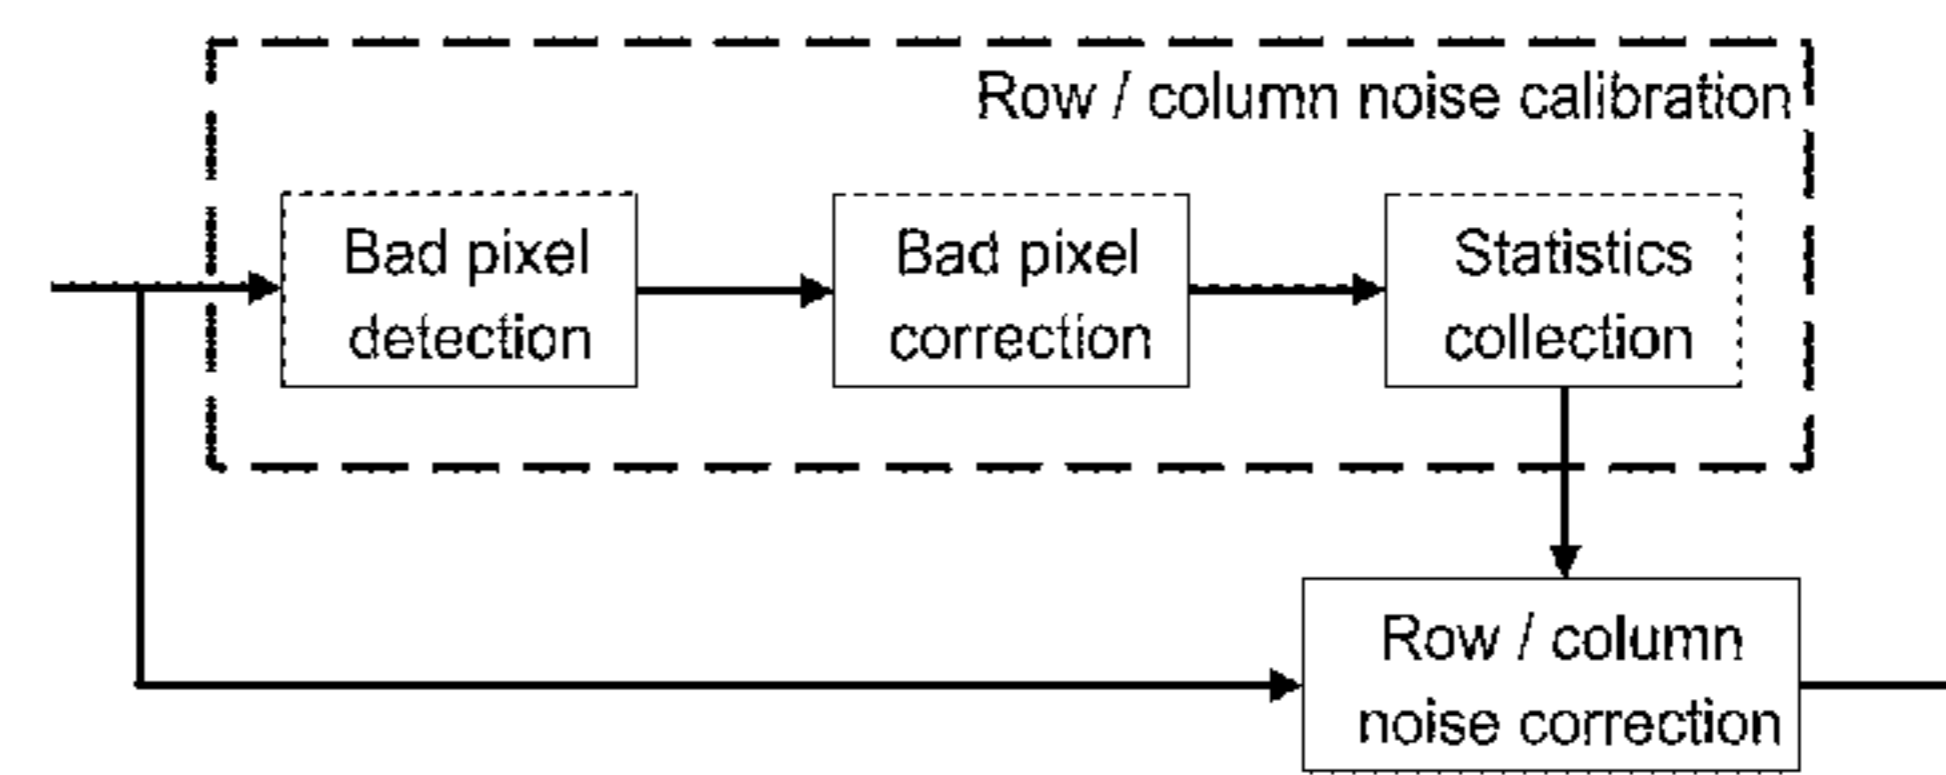 Row / column noise calibration
Bad pixel
detection
Bad pixel
correction
Statistics
collection
Row / column
noise correction